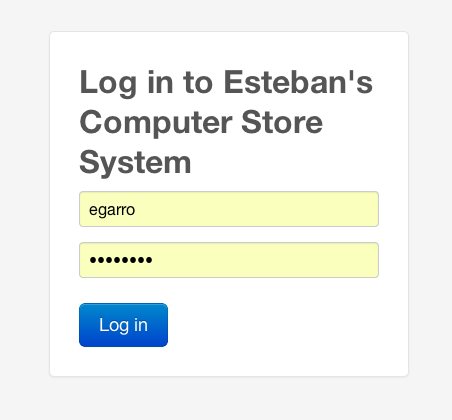 Log in to Esteban's
Computer Store
System
egarro
••••••••
Log in